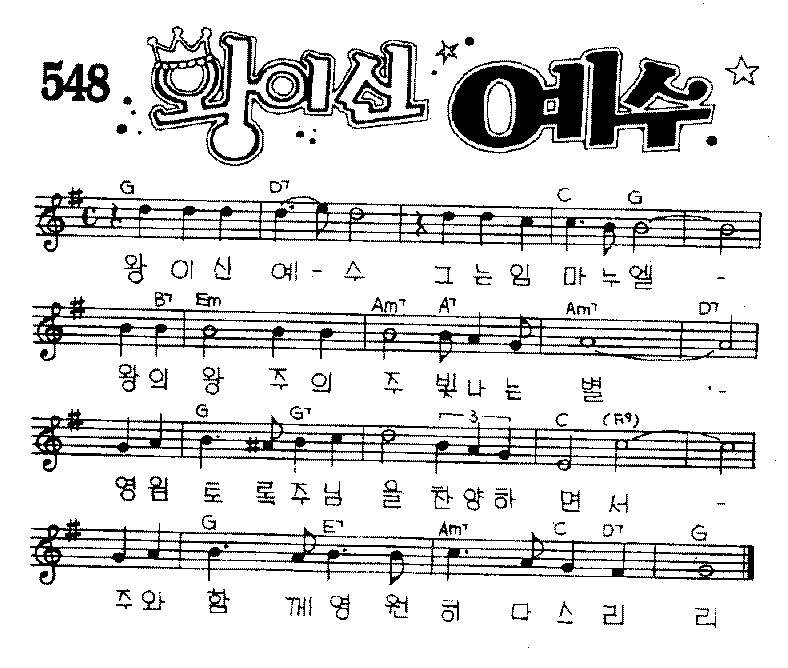 548 왕이신 예수
G D7 C G
왕 이 신 예 - 수 그 는 임 마 누 엘 -
B7 Em Am7 A7 Am7 D7
왕 의 왕 주 의 주 빛 나 는 별 -
G G7 3 C (F9)
영 원 토 록 주 님 을 찬 양 하 면 서 -
G E7 Am7 C D7 G
주 와 함 께 영 원 히 다 스 리 리